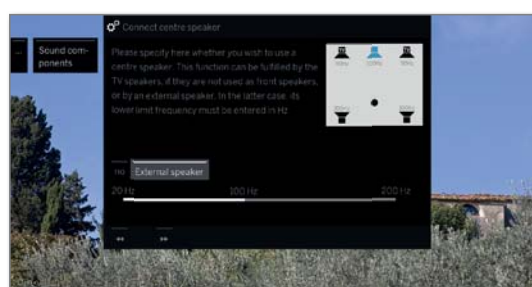 Connect centre speaker
...
Sound com-
ponents
Please specify here whether you wish to use a
centre speaker. This function can be fulfilled by the
TV speakers, if they are not used as front speakers,
or by an external speaker. In the latter case, its
lower limit frequency must be entered in Hz
TV TV
no External speaker
20 Hz 100 Hz 200 Hz